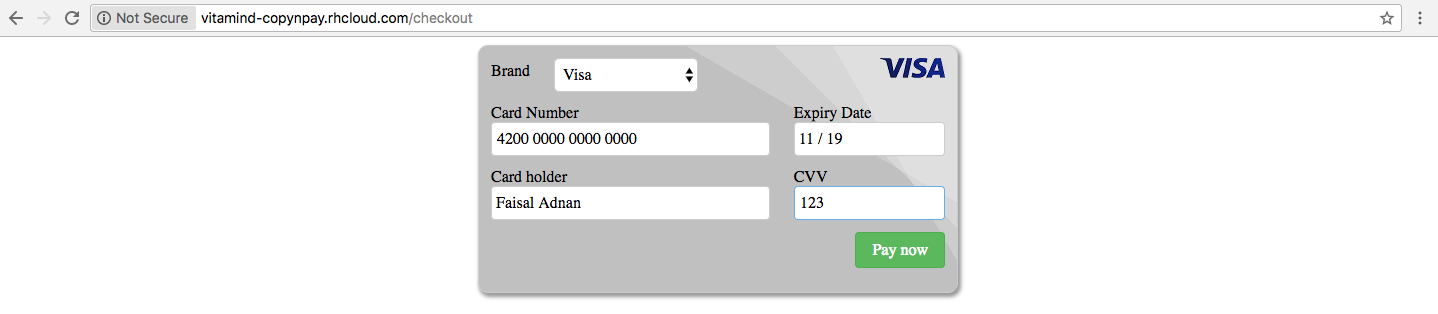 Not Secure vitamind-copynpay.rhcloud.com/checkout
Brand Visa VISA
Card Number Expiry Date
4200 0000 0000 0000 11 / 19
Card holder CVV
Faisal Adnan 123
Pay now